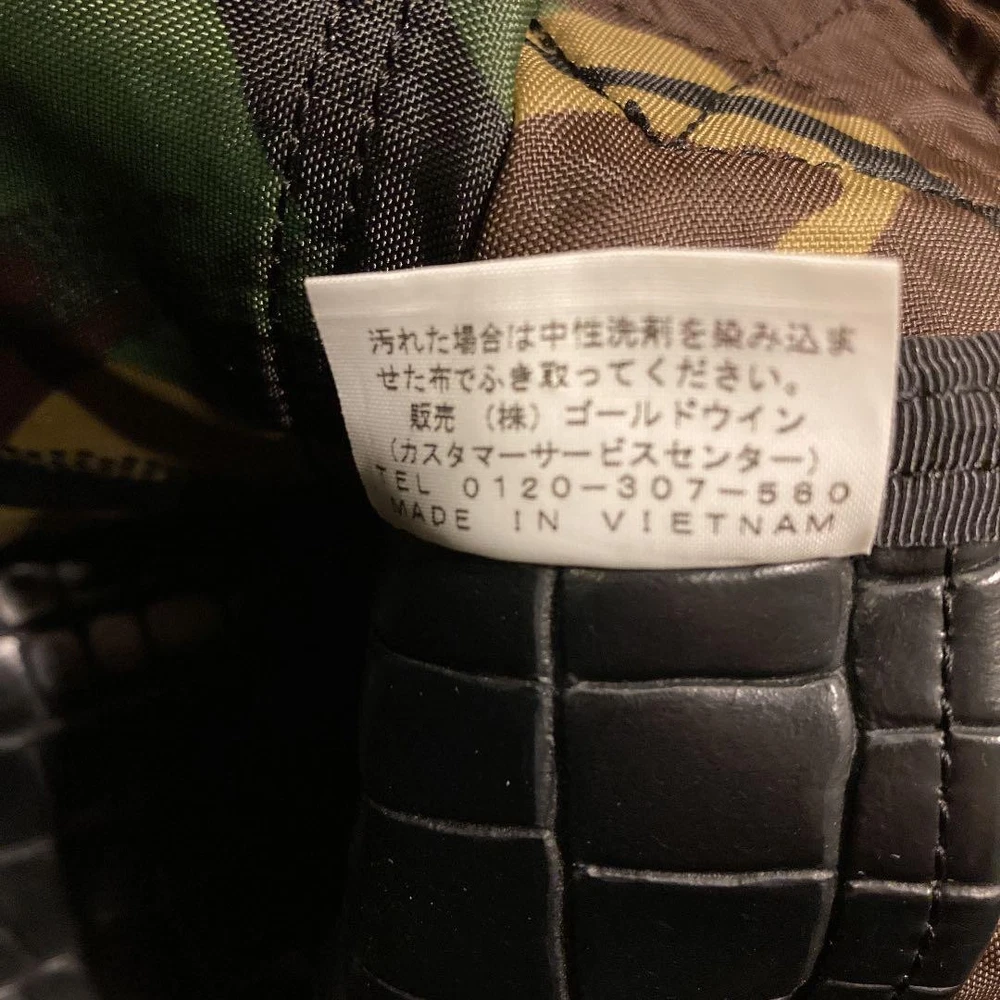 汚れた場合は中性洗剤を染み込ま
せた布でふき取ってください。
販売 （株）ゴールドウイン
（カスタマーサービスセンター）
TEL 0120-307-560
MADE IN VIETNAM